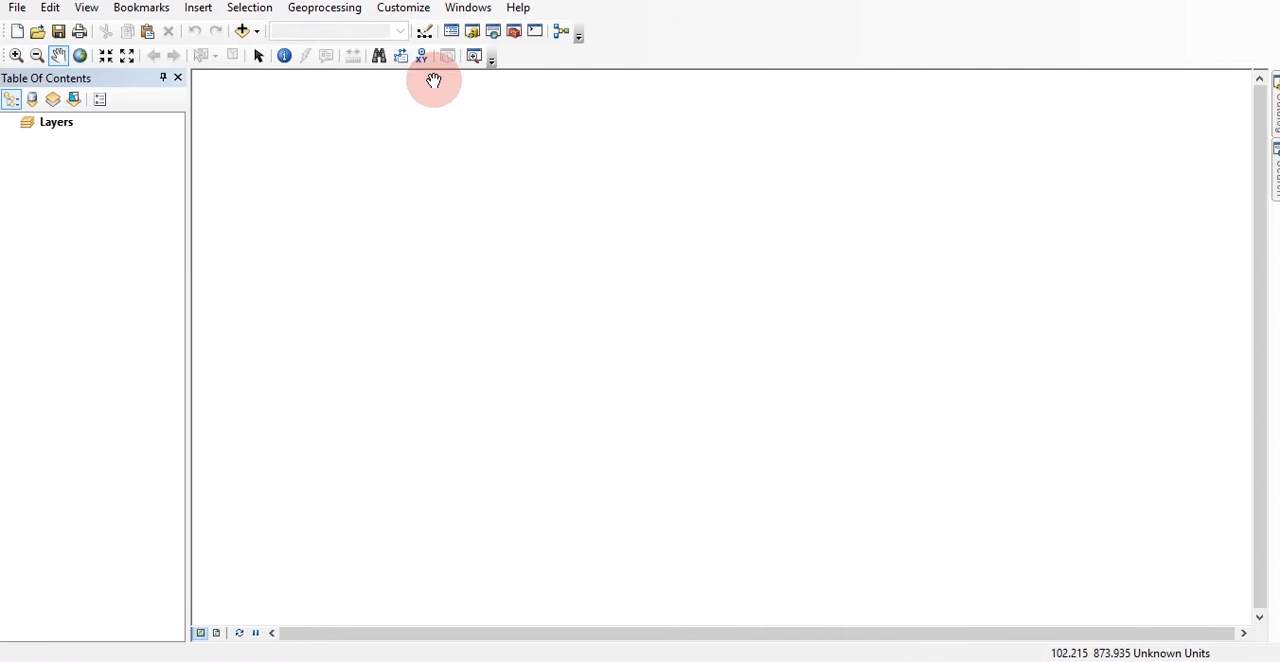 File Edit View Bookmarks Insert Selection Geoprocessing Customize Windows Help
XY
Table Of Contents
Layers
102.215 873.935 Unknown Units